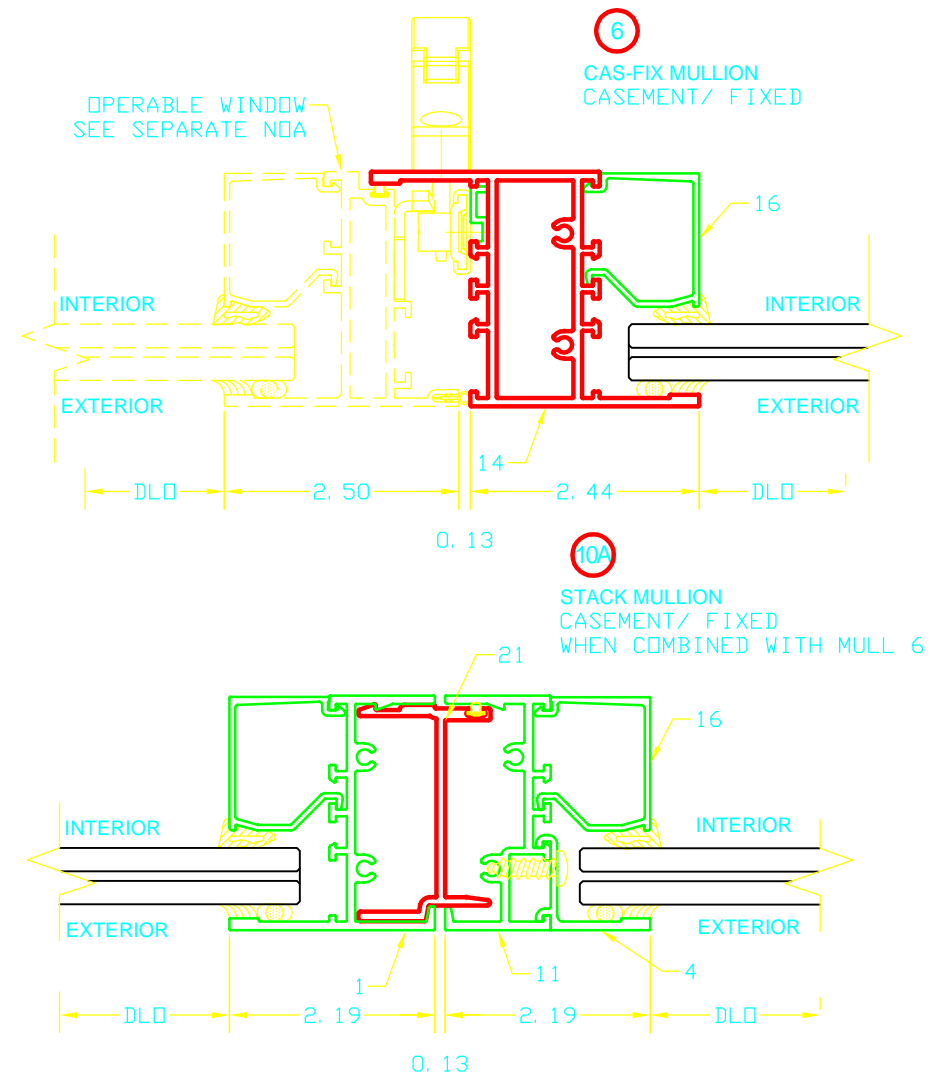 6
CAS-FIX MULLION
CASEMENT/ FIXED
OPERABLE WINDOW
SEE SEPARATE NOA
16
INTERIOR
INTERIOR
EXTERIOR
EXTERIOR
14
DLO
2.50
2.44
DLO
0.13
10A
STACK MULLION
CASEMENT/ FIXED
WHEN COMBINED WITH MULL 6
21
16
INTERIOR
INTERIOR
EXTERIOR
EXTERIOR
1
11
4
DLO
2.19
2.19
DLO
0.13